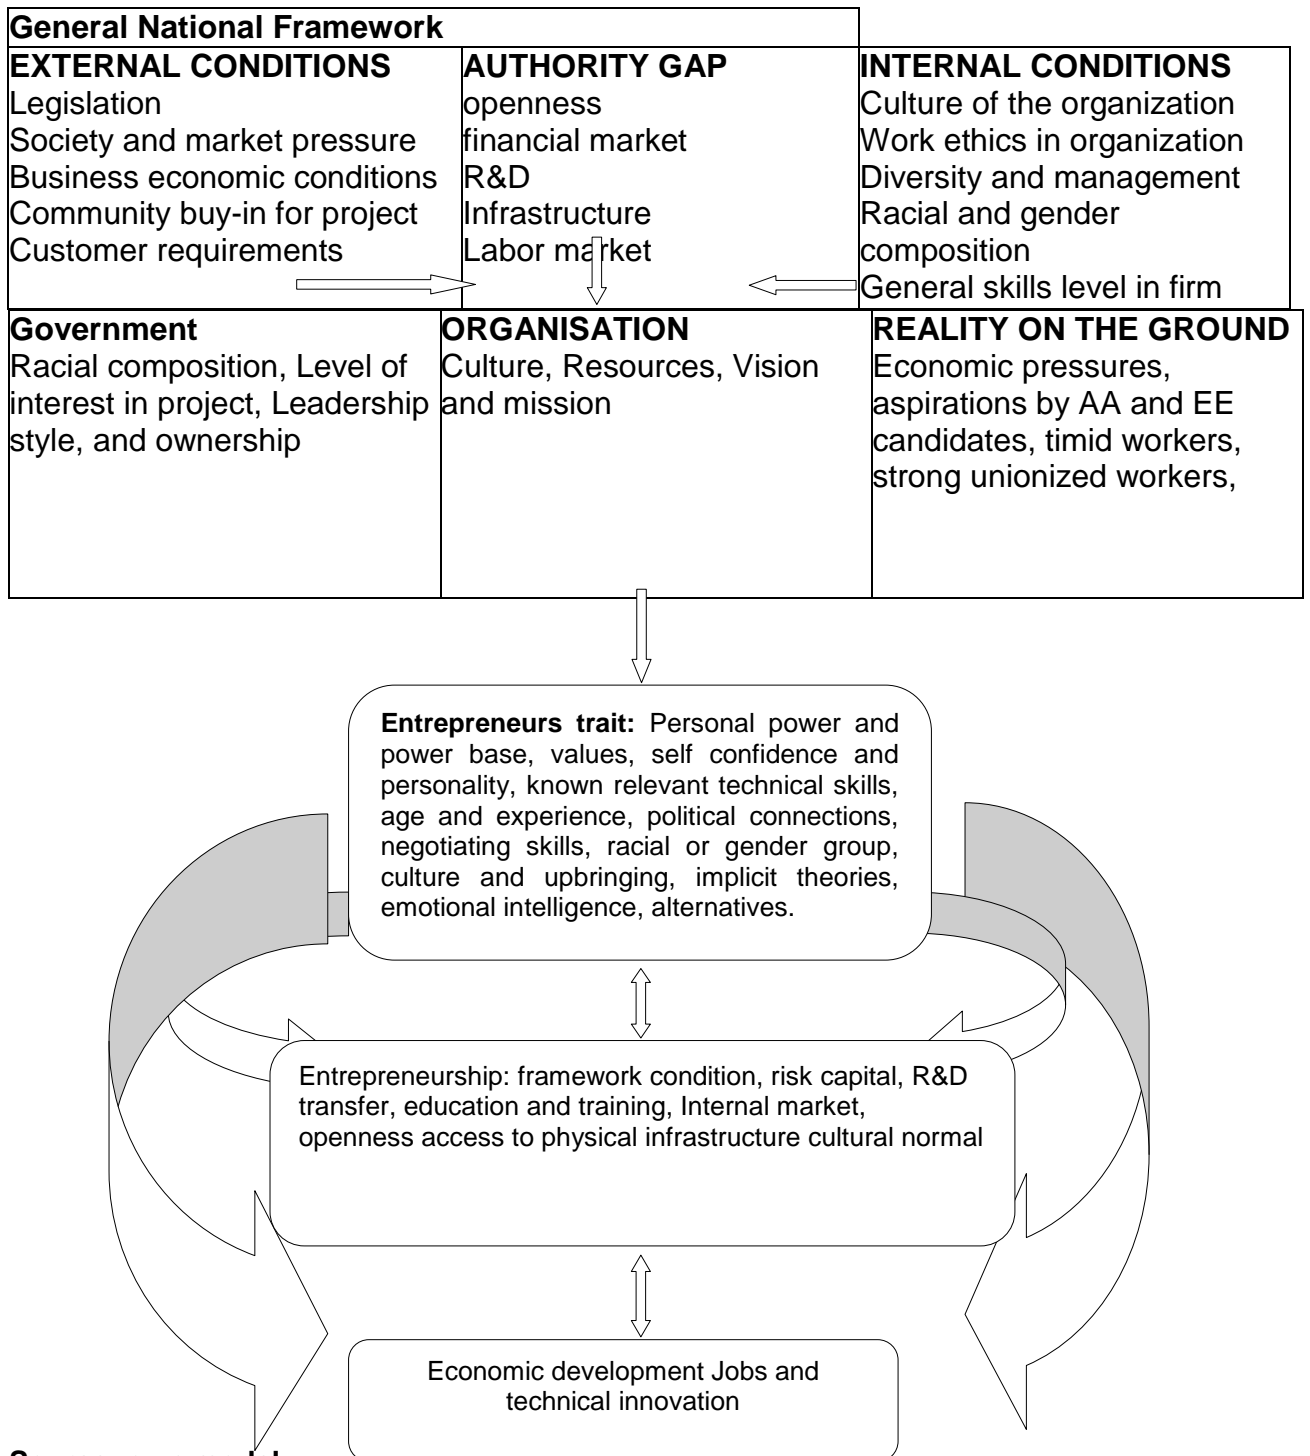 General National Framework
EXTERNAL CONDITIONS
Legislation
Society and market pressure
Business economic conditions
Community buy-in for project
Customer requirements
AUTHORITY GAP
openness
financial market
R&D
Infrastructure
Labor market
INTERNAL CONDITIONS
Culture of the organization
Work ethics in organization
Diversity and management
Racial and gender
composition
General skills level in firm
Government
Racial composition, Level of
interest in project, Leadership
style, and ownership
ORGANISATION
Culture, Resources, Vision
and mission
REALITY ON THE GROUND
Economic pressures,
aspirations by AA and EE
candidates, timid workers,
strong unionized workers,
Entrepreneurs trait: Personal power and
power base, values, self confidence and
personality, known relevant technical skills,
age and experience, political connections,
negotiating skills, racial or gender group,
culture and upbringing, implicit theories,
emotional intelligence, alternatives.
Entrepreneurship: framework condition, risk capital, R&D
transfer, education and training, Internal market,
openness access to physical infrastructure cultural normal
Economic development Jobs and
technical innovation